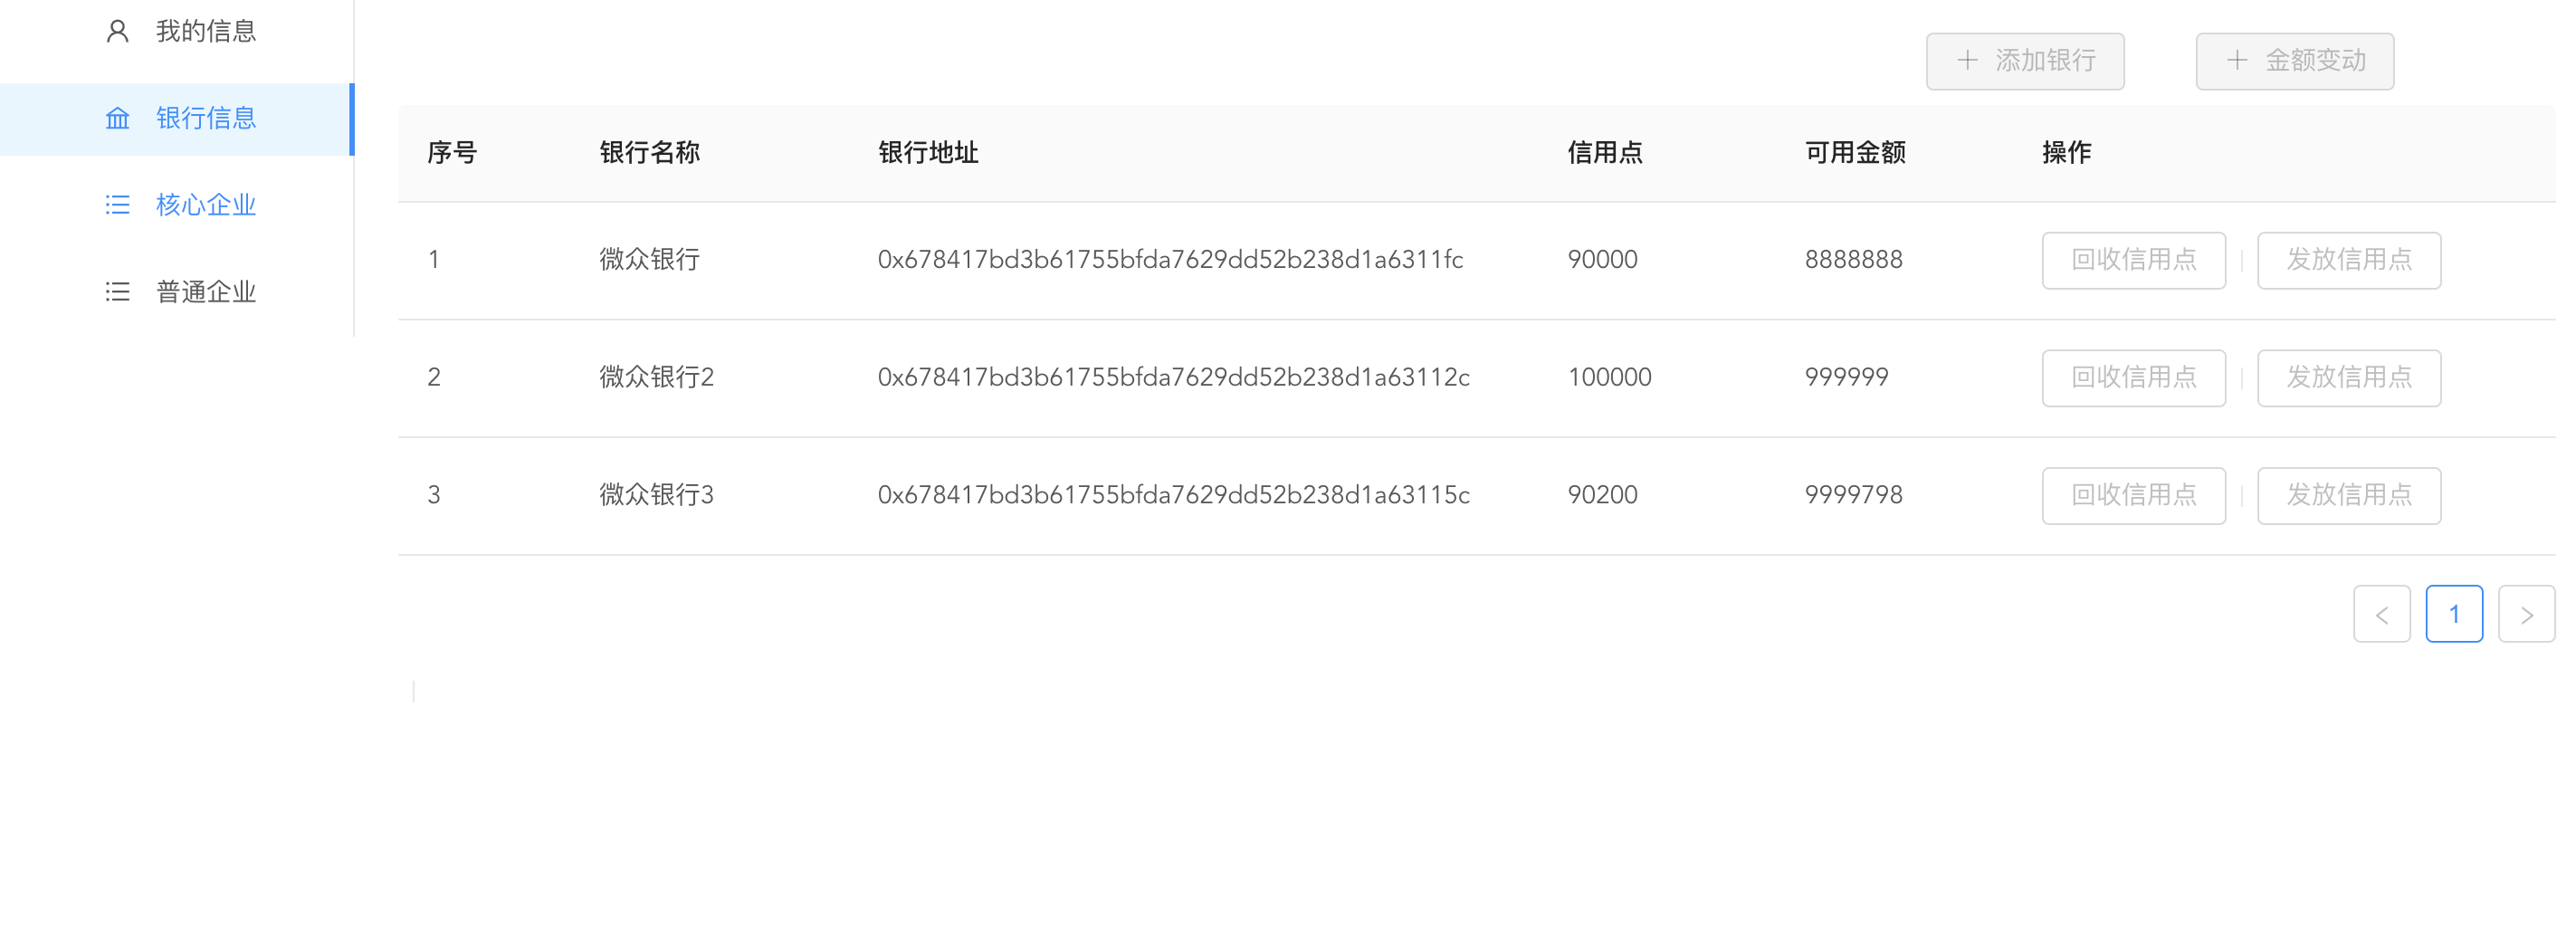 我的信息
银行信息
核心企业
普通企业
添加银行 金额变动
序号 银行名称 银行地址 信用点 可用金额 操作
1 微众银行 0x678417bd3b61755bfda7629dd52b238d1a6311fc 90000 8888888 回收信用点 发放信用点
2 微众银行2 0x678417bd3b61755bfda7629dd52b238d1a63112c 100000 999999 回收信用点 发放信用点
3 微众银行3 0x678417bd3b61755bfda7629dd52b238d1a63115c 90200 9999798 回收信用点 发放信用点
1